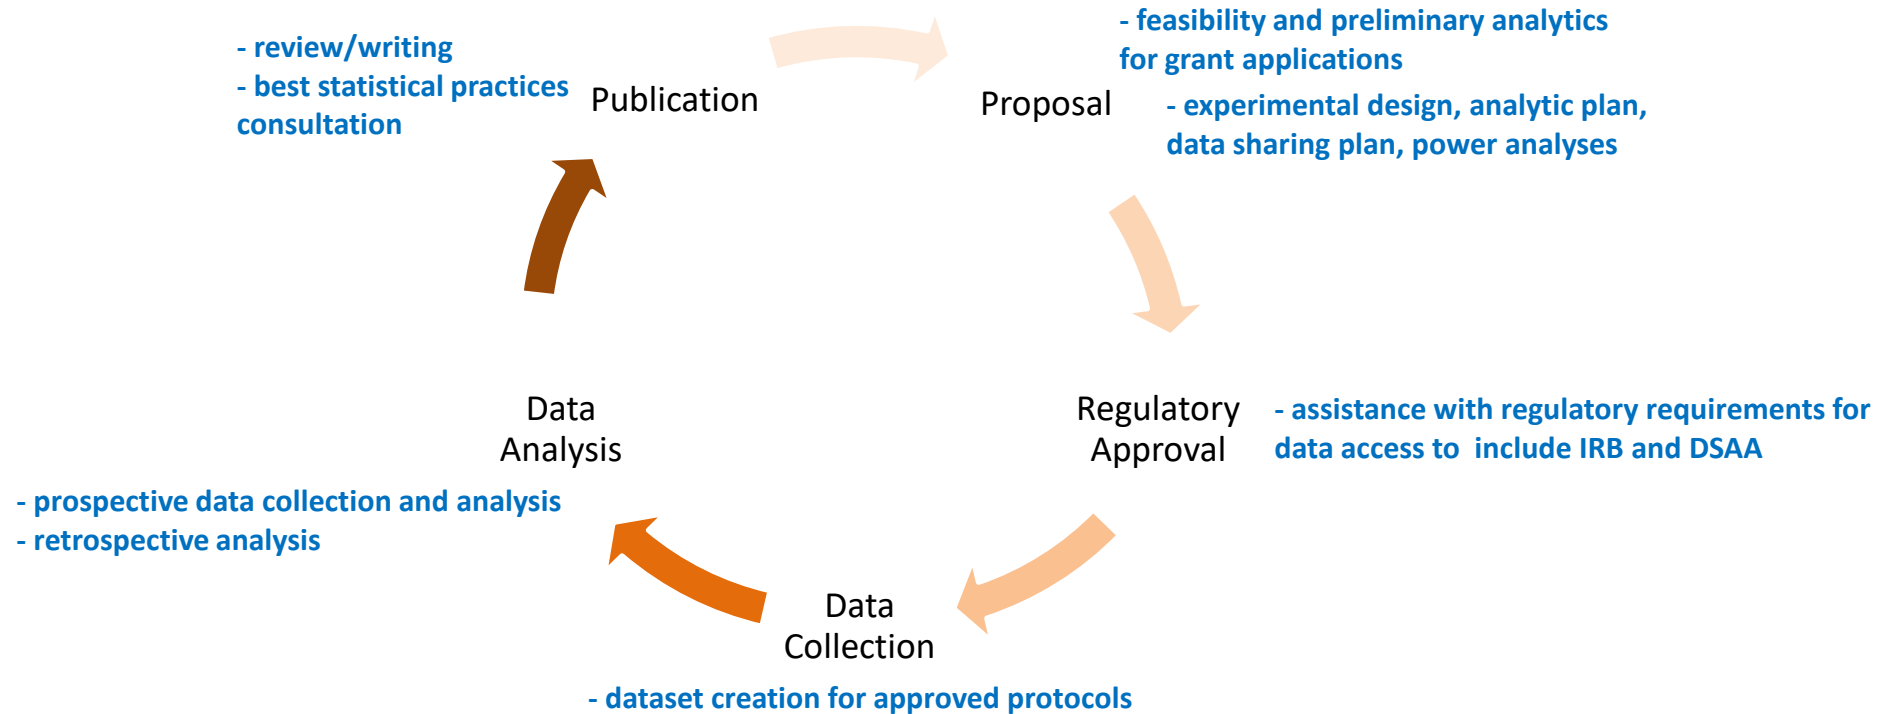 - review/writing
- best statistical practices
consultation
Publication
Proposal
- feasibility and preliminary analytics
for grant applications
- experimental design, analytic plan,
data sharing plan, power analyses
Regulatory
Approval
- assistance with regulatory requirements for
data access to  include IRB and DSAA
Data
Collection
- dataset creation for approved protocols
Data
Analysis
- prospective data collection and analysis
- retrospective analysis